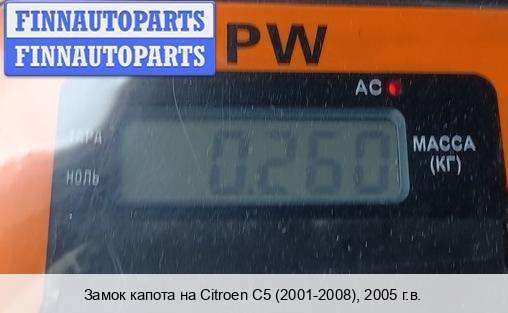 FINNAUTOPARTS
FINNAUTOPARTS
PW
AC
ТАРА
0.260
МАССА
(КГ)
НОЛЬ
Замок капота на Citroen C5 (2001-2008), 2005 г.в.